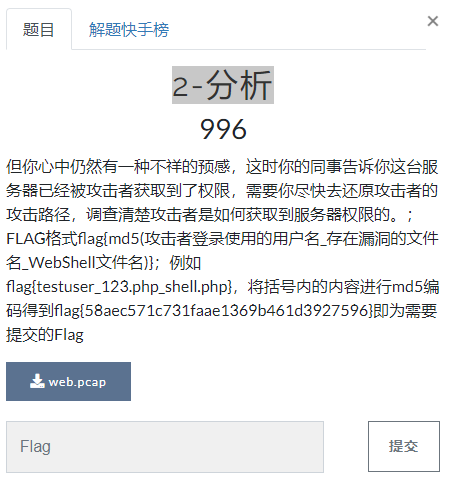 题目 解题快手榜 ×
2-分析
996
但你心中仍然有一种不祥的预感，这时你的同事告诉你这台服
务器已经被攻击者获取到了权限，需要你尽快去还原攻击者的
攻击路径，调查清楚攻击者是如何获取到服务器权限的。；
FLAG格式flag{md5(攻击者登录使用的用户名_存在漏洞的文件
名_WebShell文件名)}；例如
flag{testuser_123.php_shell.php}，将括号内的内容进行md5编
码得到flag{58aec571c731faae1369b461d3927596}即为需要
提交的Flag
web.pcap
Flag 提交